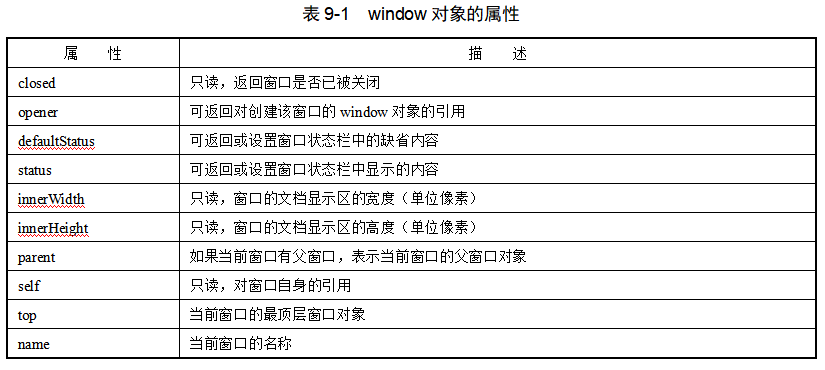 表 9-1 window 对象的属性
属 性 描 述
closed 只读，返回窗口是否已被关闭
opener 可返回对创建该窗口的 window 对象的引用
defaultStatus 可返回或设置窗口状态栏中的缺省内容
status 可返回或设置窗口状态栏中显示的内容
innerWidth 只读，窗口的文档显示区的宽度（单位像素）
innerHeight 只读，窗口的文档显示区的高度（单位像素）
parent 如果当前窗口有父窗口，表示当前窗口的父窗口对象
self 只读，对窗口自身的引用
top 当前窗口的最顶层窗口对象
name 当前窗口的名称